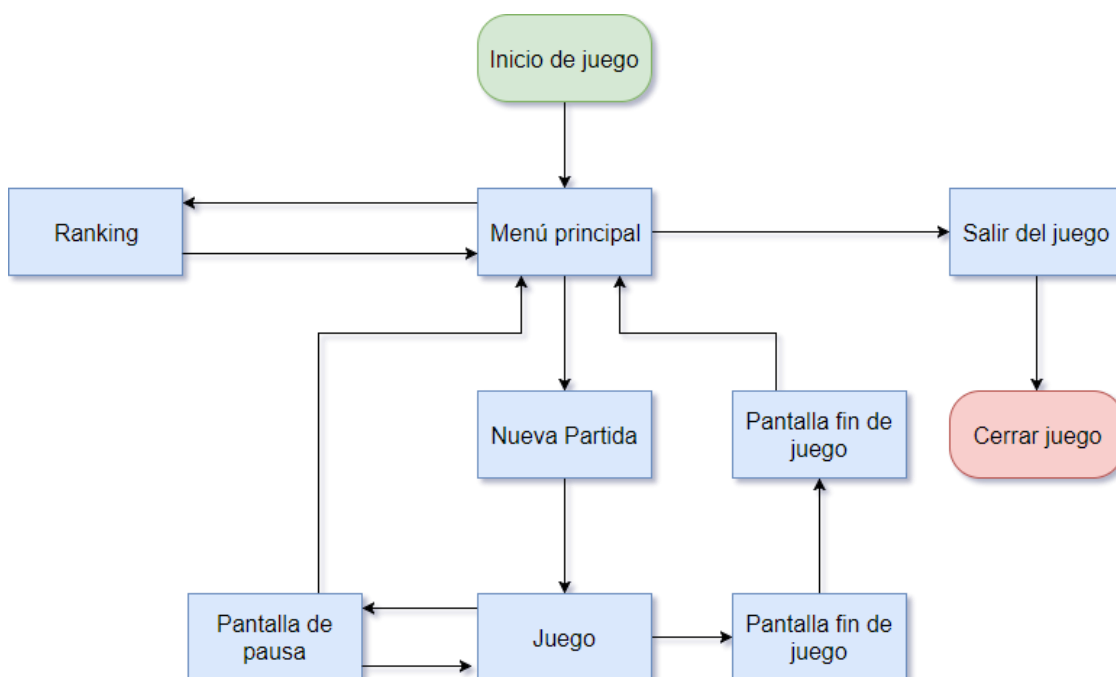 Inicio de juego
Ranking
Menú principal
Salir del juego
Nueva Partida
Pantalla fin de
juego
Cerrar juego
Pantalla de
pausa
Juego
Pantalla fin de
juego